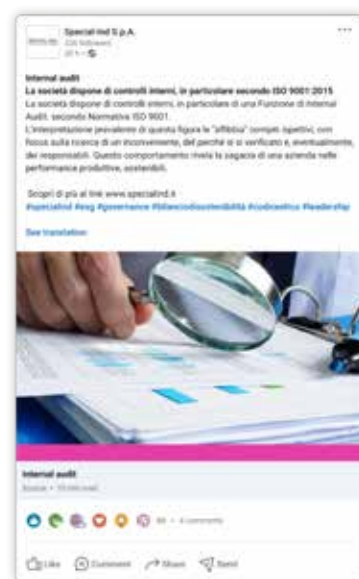 Special-Ind S.p.A.
Internal audit
La società dispone di controlli interni, in particolare secondo ISO 9001:2015
La società dispone di controlli interni, in particolare di una Funzione di Internal
Audit, secondo Normativa ISO 9001.
L'interpretazione prevalente di questa figura le "affibbia" compiti ispettivi, con
focus sulla ricerca di un inconveniente, del perché si si verificato e, eventualmente,
dei responsabili. Questo comportamento rivela la sagacia di una azienda nelle
performance produttive, sostenibili.
Scopri di più al link www.specialind.it
#specialind #esg #governance #bilanciodisostenibilità #codiceetico #leadership
See translation
Internal audit
4 comments
Like Comment Share Send